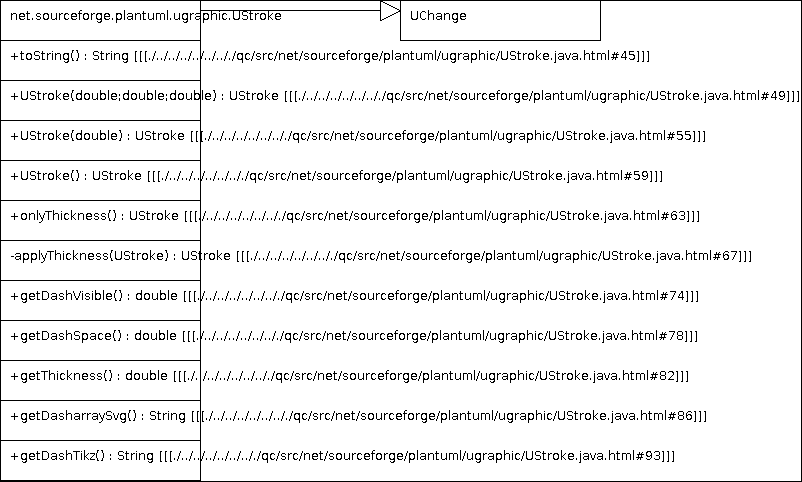 net.sourceforge.plantuml.ugraphic.UStroke
UChange
+toString() : String [[[./../../../../../../qc/src/net/sourceforge/plantuml/ugraphic/UStroke.java.html#45]]]
+UStroke(double;double;double) : UStroke [[[./../../../../../../qc/src/net/sourceforge/plantuml/ugraphic/UStroke.java.html#49]]]
+UStroke(double) : UStroke [[[./../../../../../../qc/src/net/sourceforge/plantuml/ugraphic/UStroke.java.html#55]]]
+UStroke() : UStroke [[[./../../../../../../qc/src/net/sourceforge/plantuml/ugraphic/UStroke.java.html#59]]]
+onlyThickness() : UStroke [[[./../../../../../../qc/src/net/sourceforge/plantuml/ugraphic/UStroke.java.html#63]]]
-applyThickness(UStroke) : UStroke [[[./../../../../../../qc/src/net/sourceforge/plantuml/ugraphic/UStroke.java.html#67]]]
+getDashVisible() : double [[[./../../../../../../qc/src/net/sourceforge/plantuml/ugraphic/UStroke.java.html#74]]]
+getDashSpace() : double [[[./../../../../../../qc/src/net/sourceforge/plantuml/ugraphic/UStroke.java.html#78]]]
+getThickness() : double [[[./../../../../../../qc/src/net/sourceforge/plantuml/ugraphic/UStroke.java.html#82]]]
+getDasharraySvg() : String [[[./../../../../../../qc/src/net/sourceforge/plantuml/ugraphic/UStroke.java.html#86]]]
+getDashTikz() : String [[[./../../../../../../qc/src/net/sourceforge/plantuml/ugraphic/UStroke.java.html#93]]]